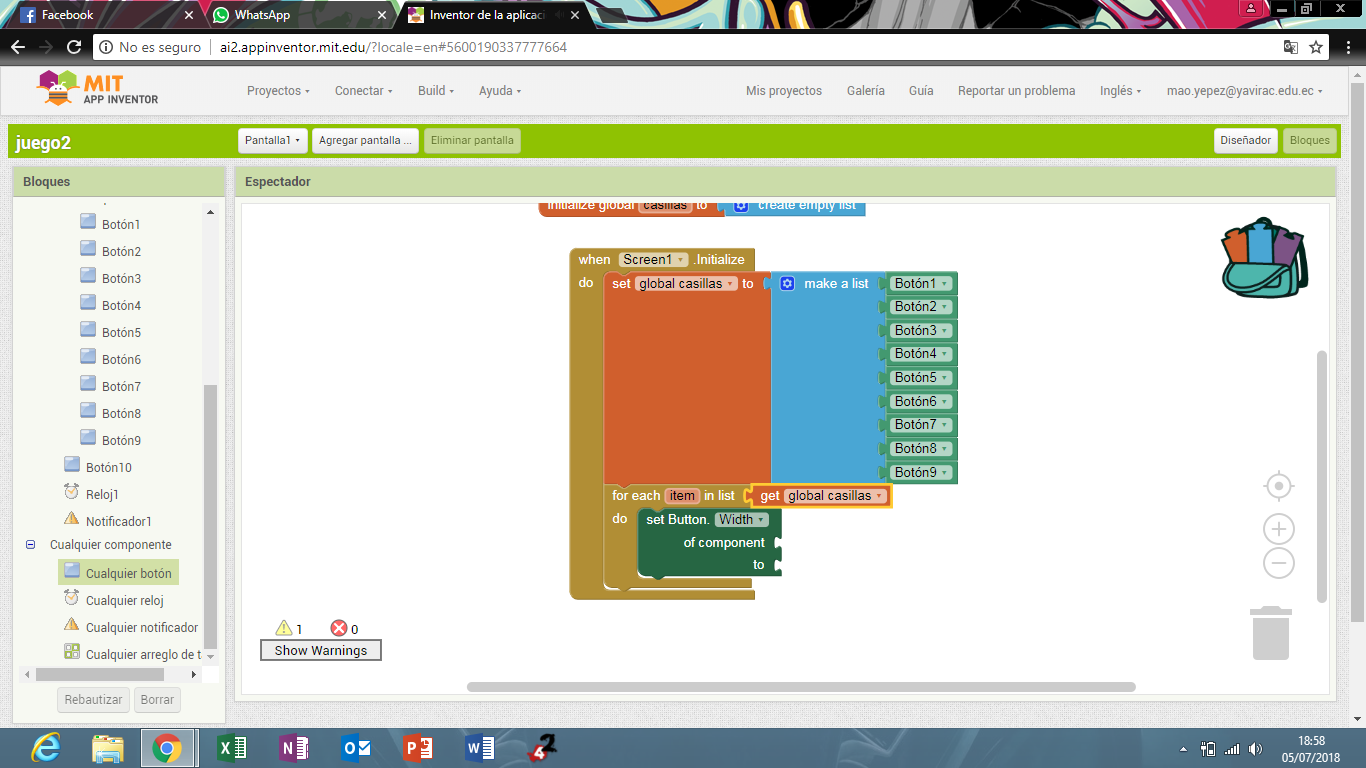 Facebook
WhatsApp
Inventor de la aplicaci
No es seguro
ai2.appinventor.mit.edu/?locale=en#5600190337777664
MIT
APP INVENTOR
Proyectos
Conectar
Build
Ayuda
Mis proyectos
Galería
Guía
Reportar un problema
Inglés
mao.yepez@yavirac.edu.ec
juego2
Pantalla1
Agregar pantalla ...
Eliminar pantalla
Diseñador
Bloques
Bloques
Botón1
Botón2
Botón3
Botón4
Botón5
Botón6
Botón7
Botón8
Botón9
Botón10
Reloj1
Notificador1
Cualquier componente
Cualquier botón
Cualquier reloj
Cualquier notificador
Cualquier arreglo de t
Rebautizar
Borrar
Espectador
initialize global casillas to create empty list
when Screen1 .Initialize
do set global casillas to make a list Botón1
Botón2
Botón3
Botón4
Botón5
Botón6
Botón7
Botón8
Botón9
for each item in list get global casillas
do set Button. Width
of component
to
1 0
Show Warnings
18:58
05/07/2018